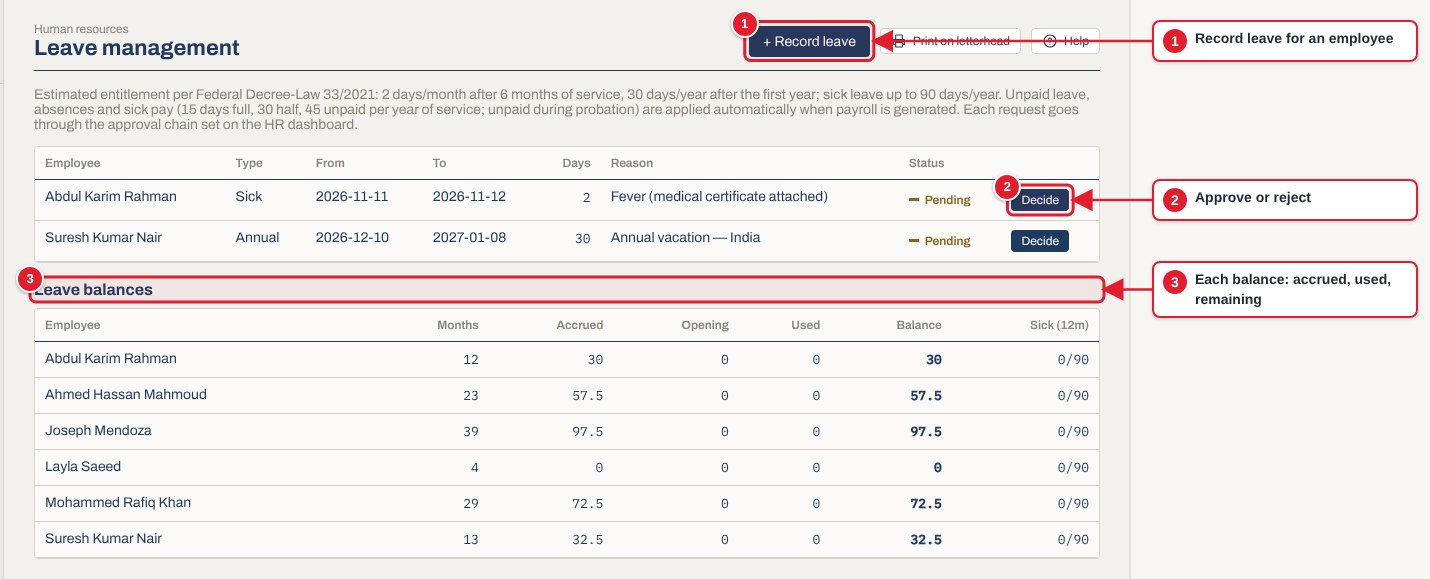 Human resources
Leave management
1
+ Record leave
Print on letterhead
Help
1 Record leave for an employee
Estimated entitlement per Federal Decree-Law 33/2021: 2 days/month after 6 months of service, 30 days/year after the first year; sick leave up to 90 days/year. Unpaid leave,
absences and sick pay (15 days full, 30 half, 45 unpaid per year of service; unpaid during probation) are applied automatically when payroll is generated. Each request goes
through the approval chain set on the HR dashboard.
Employee Type From To Days Reason Status
Abdul Karim Rahman Sick 2026-11-11 2026-11-12 2 Fever (medical certificate attached) Pending 2 Decide
2 Approve or reject
Suresh Kumar Nair Annual 2026-12-10 2027-01-08 30 Annual vacation — India Pending Decide
3
Leave balances
3 Each balance: accrued, used,
remaining
Employee Months Accrued Opening Used Balance Sick (12m)
Abdul Karim Rahman 12 30 0 0 30 0/90
Ahmed Hassan Mahmoud 23 57.5 0 0 57.5 0/90
Joseph Mendoza 39 97.5 0 0 97.5 0/90
Layla Saeed 4 0 0 0 0 0/90
Mohammed Rafiq Khan 29 72.5 0 0 72.5 0/90
Suresh Kumar Nair 13 32.5 0 0 32.5 0/90